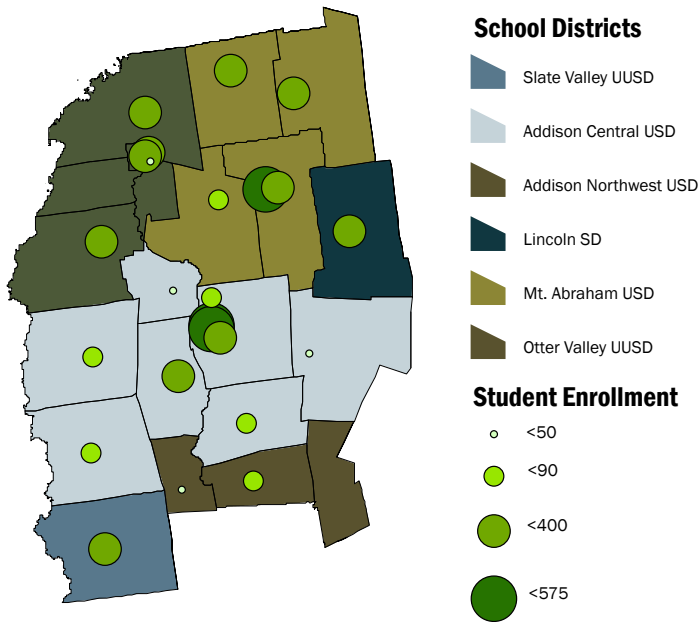 School Districts
Slate Valley UUSD
Addison Central USD
Addison Northwest USD
Lincoln SD
Mt. Abraham USD
Otter Valley UUSD
Student Enrollment
<50
<90
<400
<575